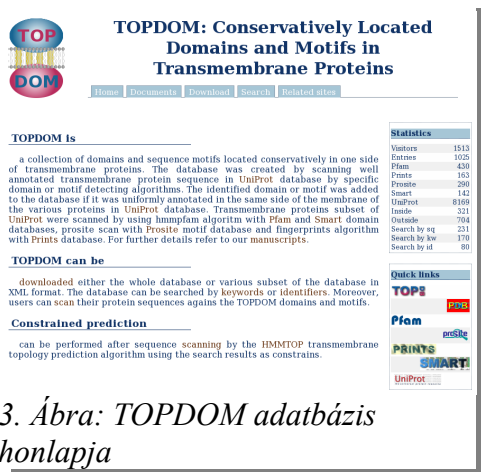 TOP
DOM
TOPDOM: Conservatively Located
Domains and Motifs in
Transmembrane Proteins
Home Documents Download Search Related sites
TOPDOM is
a collection of domains and sequence motifs located conservatively in one side
of transmembrane proteins. The database was created by scanning well
annotated transmembrane protein sequence in UniProt database by specific
domain or motif detecting algorithms. The identified domain or motif was added
to the database if it was uniformly annotated in the same side of the membrane of
the various proteins in UniProt database. Transmembrane proteins subset of
UniProt were scanned by using hmmpfam algoritm with Pfam and Smart domain
databases, prosite scan with Prosite motif database and fingerprints algorithm
with Prints database. For further details refer to our manuscripts.
TOPDOM can be
downloaded either the whole database or various subset of the database in
XML format. The database can be searched by keywords or identifiers. Moreover,
users can scan their protein sequences agains the TOPDOM domains and motifs.
Constrained prediction
can be performed after sequence scanning by the HMMTOP transmembrane
topology prediction algorithm using the search results as constrains.
Statistics
Visitors 1513
Entries 1025
Pfam 430
Prints 163
Prosite 290
Smart 142
UniProt 8169
Inside 321
Outside 704
Search by sq 231
Search by kw 170
Search by id 80
Quick links
TOP
PDB
Pfam
proSite
PRINTS
SMART
UniProt
3. Ábra: TOPDOM adatbázis
honlapja